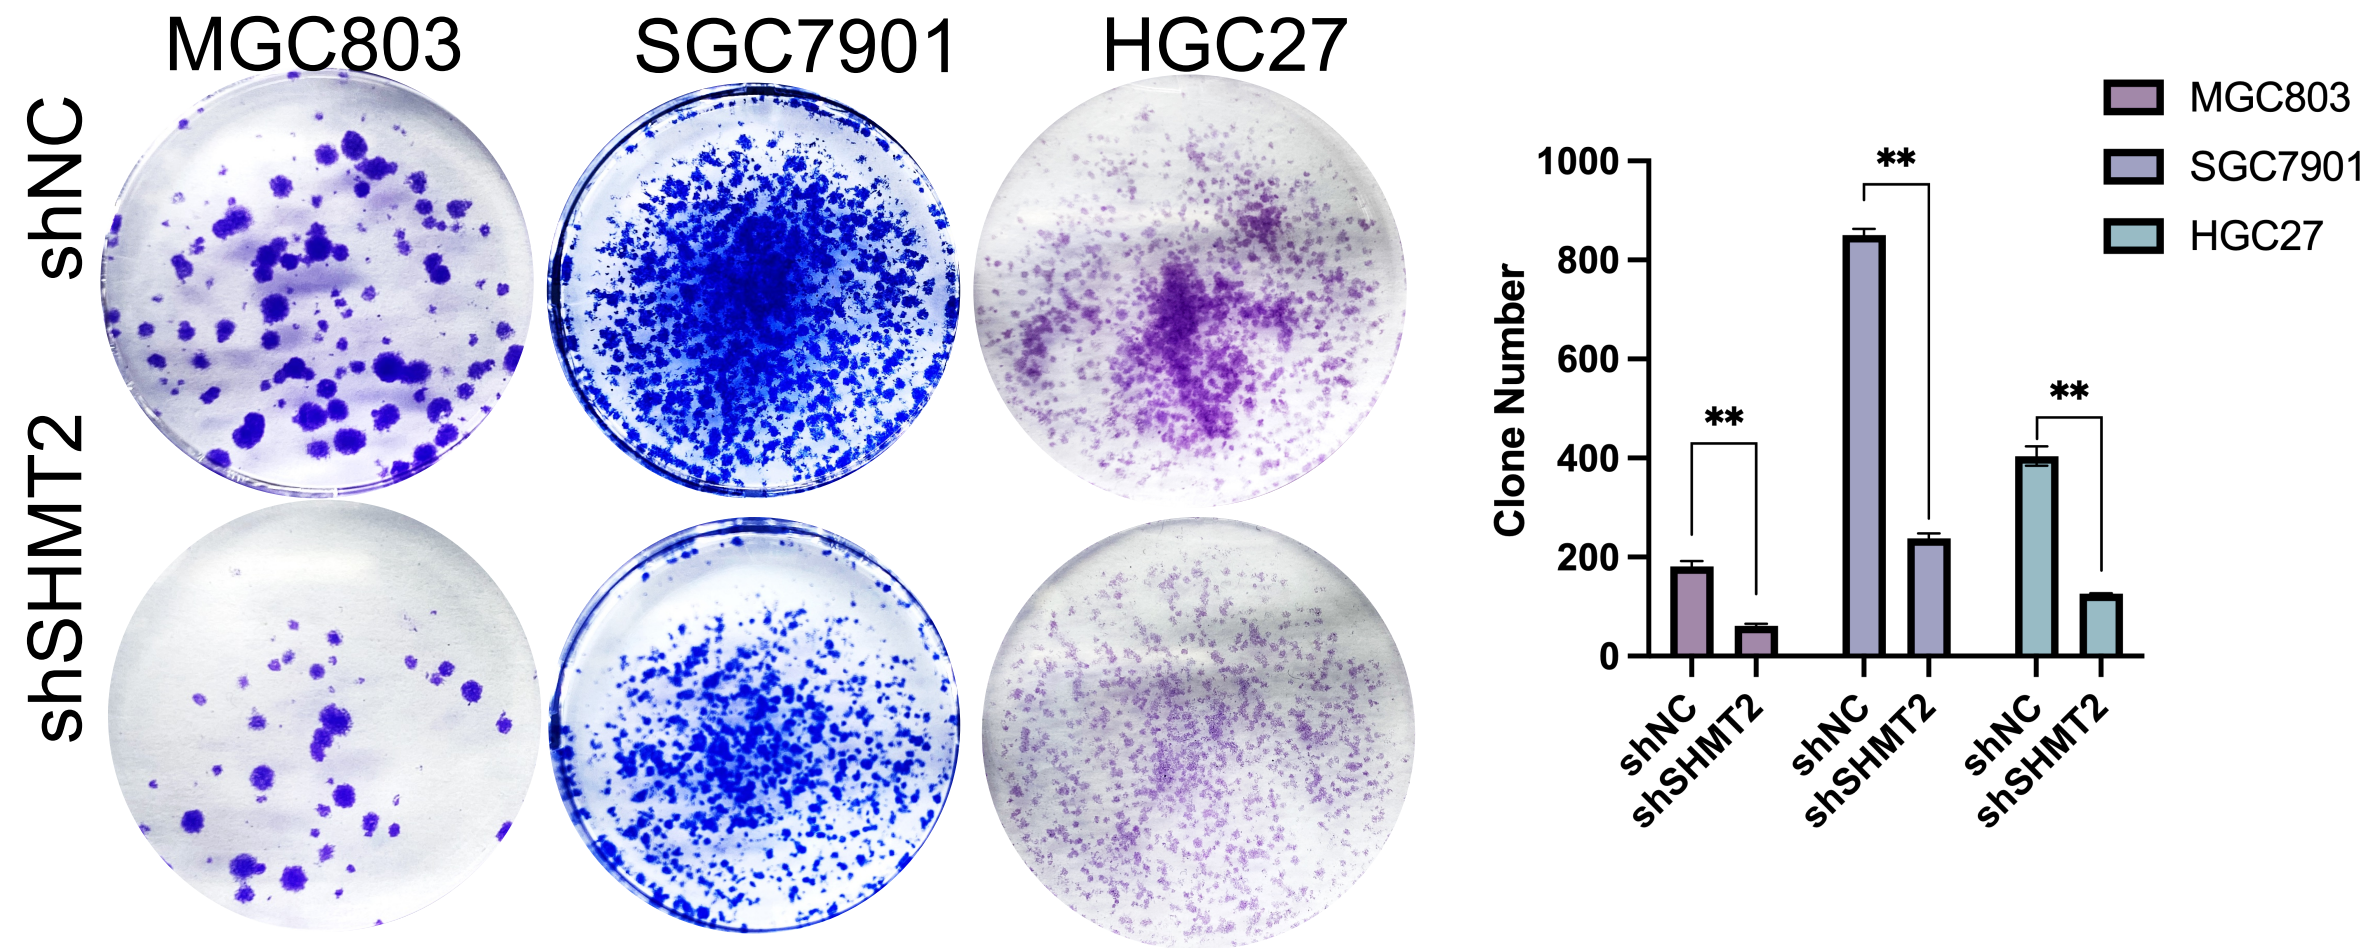 MGC803
SGC7901
HGC27
shNC
shSHMT2
MGC803
SGC7901
HGC27
Clone Number
1000
800
600
400
200
0
**
**
**
shNC
shSHMT2
shNC
shSHMT2
shNC
shSHMT2